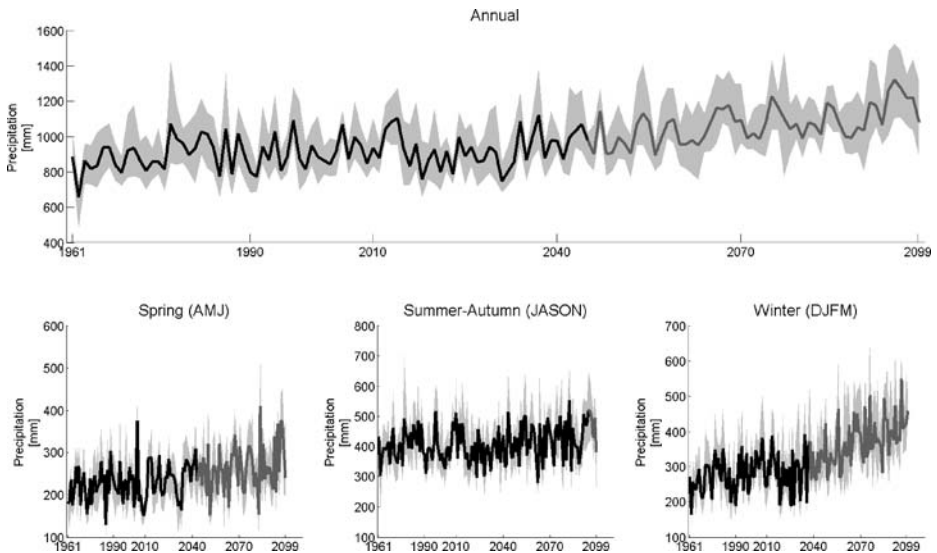 Annual
Precipitation
[mm]
1600
1400
1200
1000
800
600
400
1961
1990
2010
2040
2070
2099
Spring (AMJ)
Precipitation
[mm]
600
500
400
300
200
100
1961 1990 2010 2040 2070 2099
Summer-Autumn (JASON)
Precipitation
[mm]
800
700
600
500
400
300
200
100
1961 1990 2010 2040 2070 2099
Winter (DJFM)
Precipitation
[mm]
700
600
500
400
300
200
100
1961 1990 2010 2040 2070 2099